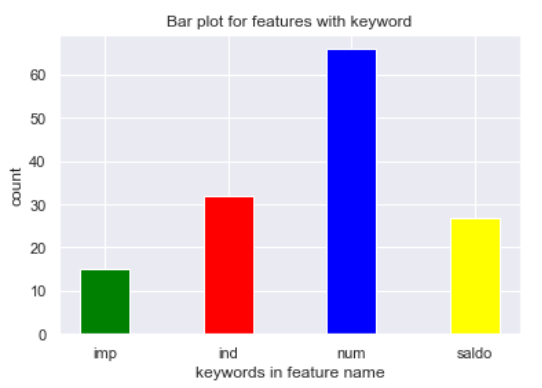 Bar plot for features with keyword
60
50
40
30
20
10
0
count
imp ind num saldo
keywords in feature name